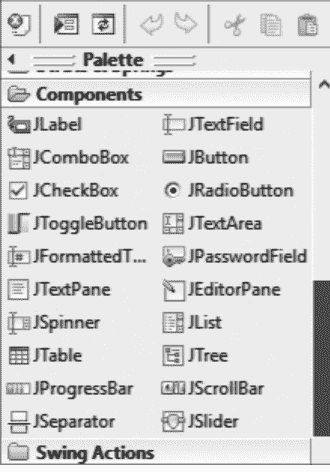 Palette
Components
JLabel JTextField
JComboBox JButton
JCheckBox JRadioButton
JToggleButton JTextArea
JFormattedT... JPasswordField
JTextPane JEditorPane
JSpinner JList
JTable JTree
JProgressBar JScrollBar
JSeparator JSlider
Swing Actions